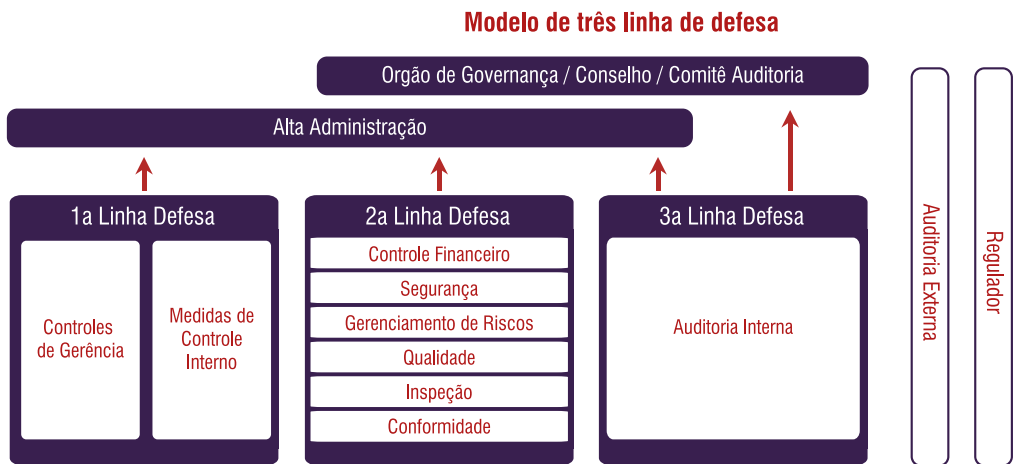 Modelo de três linha de defesa
Orgão de Governança / Conselho / Comitê Auditoria
Alta Administração
1a Linha Defesa
Controles
de Gerência
Medidas de
Controle
Interno
2a Linha Defesa
Controle Financeiro
Segurança
Gerenciamento de Riscos
Qualidade
Inspeção
Conformidade
3a Linha Defesa
Auditoria Interna
Auditoria Externa
Regulador